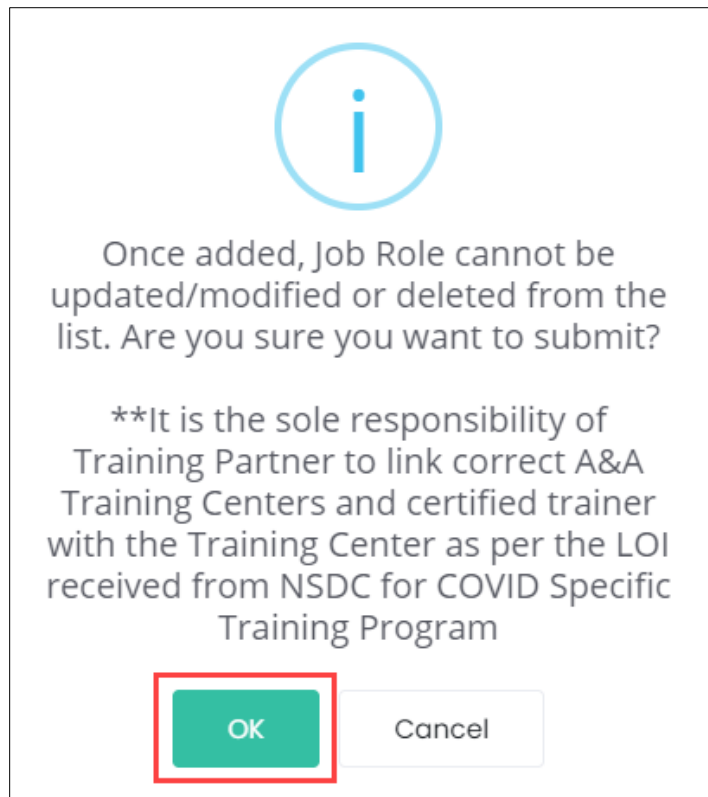 Once added, Job Role cannot be
updated/modified or deleted from the
list. Are you sure you want to submit?
**It is the sole responsibility of
Training Partner to link correct A&A
Training Centers and certified trainer
with the Training Center as per the LOI
received from NSDC for COVID Specific
Training Program
OK Cancel